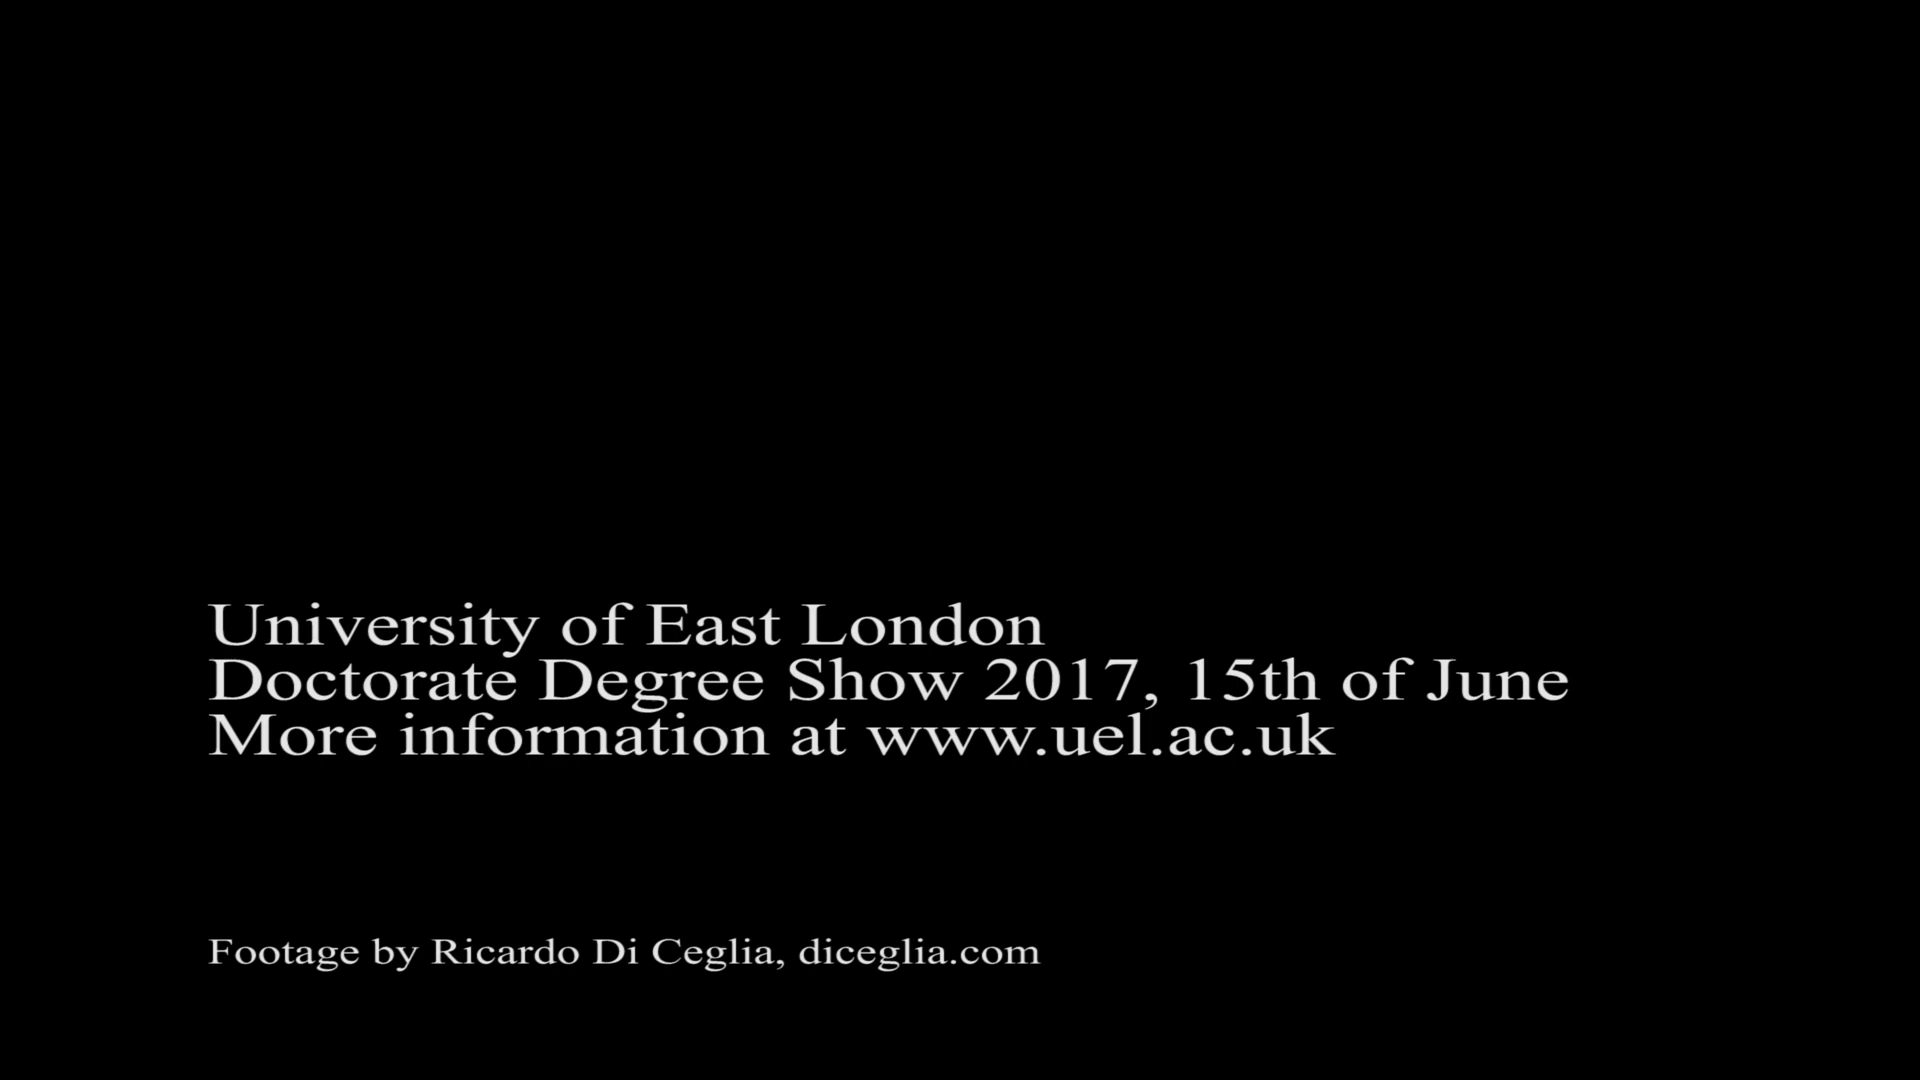 University of East London
Doctorate Degree Show 2017, 15th of June
More information at www.uel.ac.uk
Footage by Ricardo Di Ceglia, diceglia.com